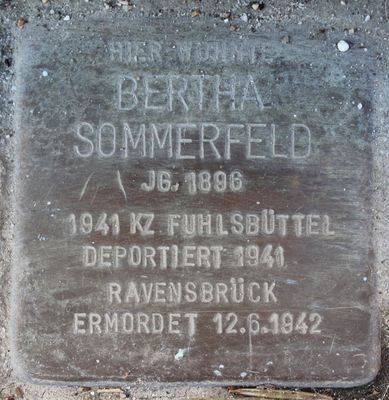 HIER WOHNTE
BERTHA
SOMMERFELD
JG. 1896
1941 KZ FUHLSBÜTTEL
DEPORTIERT 1941
RAVENSBRÜCK
ERMORDET 12.6.1942